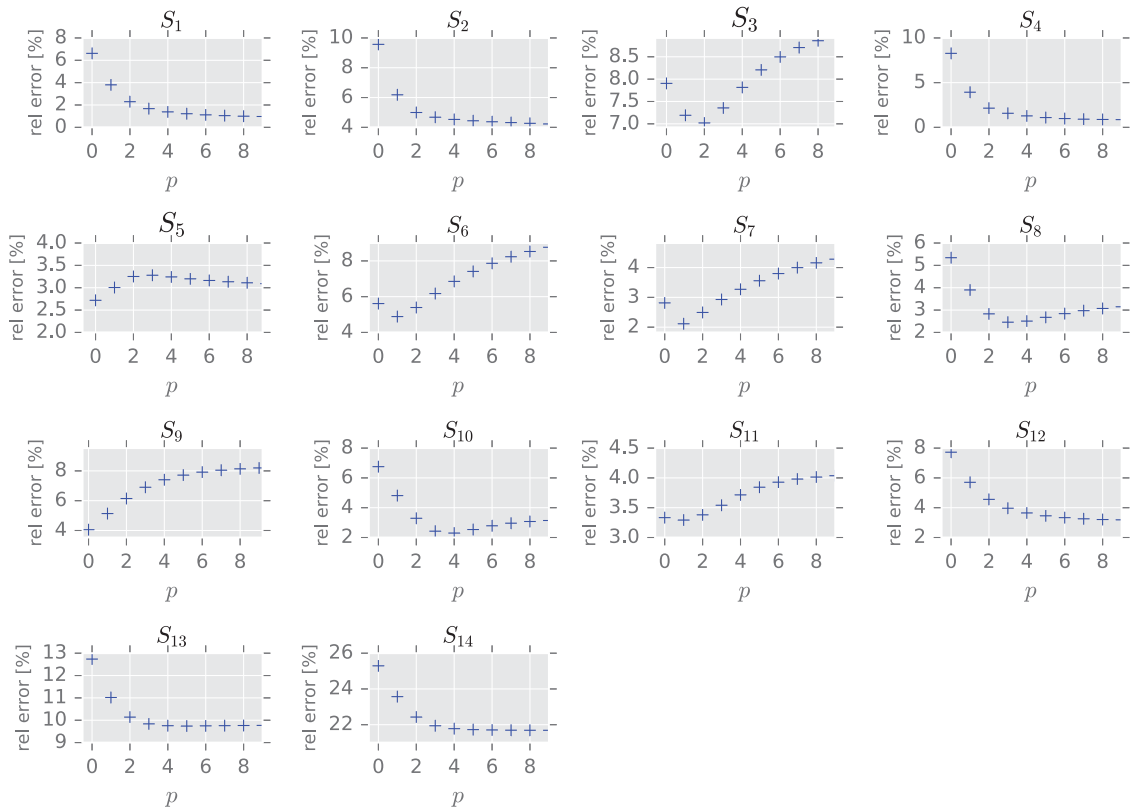 S1
8
6
4
2
0
rel error [%]
0 2 4 6 8
p
S2
10
8
6
4
rel error [%]
0 2 4 6 8
p
S3
8.5
8.0
7.5
7.0
rel error [%]
0 2 4 6 8
p
S4
10
5
0
rel error [%]
0 2 4 6 8
p
S5
4.0
3.5
3.0
2.5
2.0
rel error [%]
0 2 4 6 8
p
S6
8
6
4
rel error [%]
0 2 4 6 8
p
S7
4
3
2
rel error [%]
0 2 4 6 8
p
S8
6
5
4
3
2
rel error [%]
0 2 4 6 8
p
S9
8
6
4
rel error [%]
0 2 4 6 8
p
S10
8
6
4
2
rel error [%]
0 2 4 6 8
p
S11
4.5
4.0
3.5
3.0
rel error [%]
0 2 4 6 8
p
S12
8
6
4
2
rel error [%]
0 2 4 6 8
p
S13
13
12
11
10
9
rel error [%]
0 2 4 6 8
p
S14
26
24
22
rel error [%]
0 2 4 6 8
p